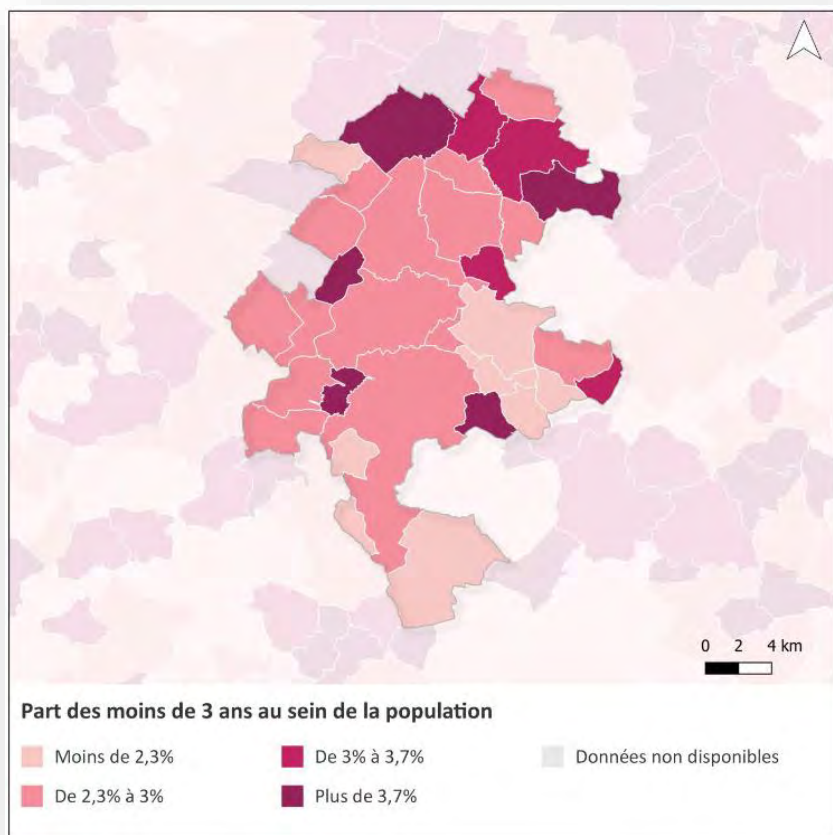 0 2 4 km
Part des moins de 3 ans au sein de la population
Moins de 2,3%
De 2,3% à 3%
De 3% à 3,7%
Plus de 3,7%
Données non disponibles